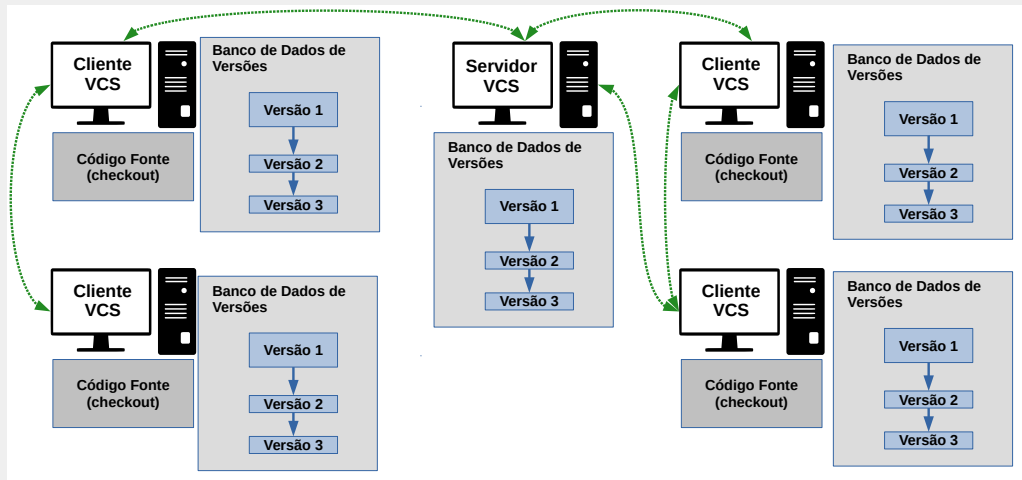 Cliente
VCS
Banco de Dados de
Versões
Versão 1
Versão 2
Versão 3
Código Fonte
(checkout)
Servidor
VCS
Banco de Dados de
Versões
Versão 1
Versão 2
Versão 3
Cliente
VCS
Banco de Dados de
Versões
Versão 1
Versão 2
Versão 3
Código Fonte
(checkout)
Cliente
VCS
Banco de Dados de
Versões
Versão 1
Versão 2
Versão 3
Código Fonte
(checkout)
Cliente
VCS
Banco de Dados de
Versões
Versão 1
Versão 2
Versão 3
Código Fonte
(checkout)